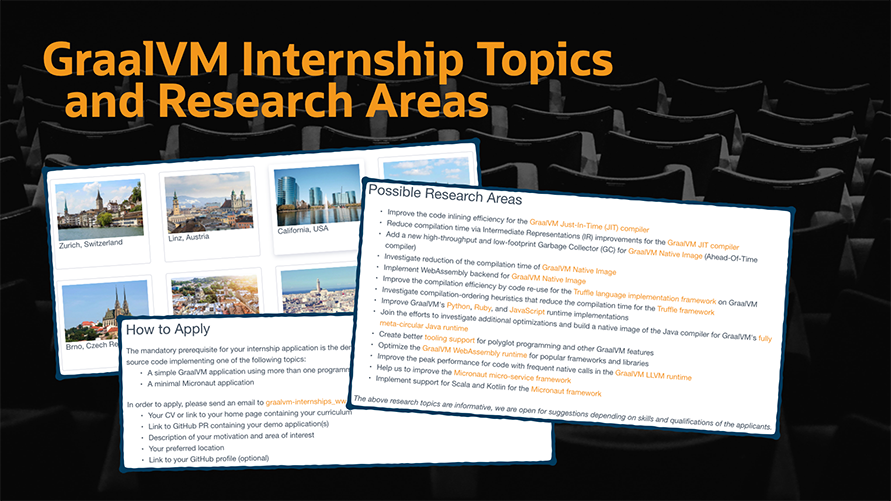 GraalVM Internship Topics
and Research Areas
Zurich, Switzerland
Linz, Austria
California, USA
Brno, Czech Re
How to Apply
The mandatory prerequisite for your internship application is the
source code implementing one of the following topics:
• A simple GraalVM application using more than one
• A minimal Micronaut application
In order to apply, please send an email to
• Your CV or link to your home page containing your curriculum
• Link to GitHub PR containing your demo application(s)
• Description of your motivation and area of interest
• Your preferred location
• Link to your GitHub profile (optional)
Possible Research Areas
• Improve the code inlining efficiency for the GraalVM Just-In-Time (JIT) compiler
• Reduce compilation time via Intermediate Representations (IR) improvements for the GraalVM JIT compiler
• Add a new high-throughput and low-footprint Garbage Collector (GC) for GraalVM Native Image (Ahead-Of-Time
compiler)
• Investigate reduction of the compilation time of GraalVM Native Image
• Implement WebAssembly backend for GraalVM Native Image
• Improve the compilation efficiency by code re-use for the Truffle language implementation framework on GraalVM
• Investigate compilation-ordering heuristics that reduce the compilation time for the Truffle framework
• Improve GraalVM's Python, Ruby, and JavaScript runtime implementations
• Join the efforts to investigate additional optimizations and build a native image of the Java compiler for GraalVM's fully
meta-circular Java runtime
• Create better tooling support for polyglot programming and other GraalVM features
• Optimize the GraalVM WebAssembly runtime for popular frameworks and libraries
• Improve the peak performance for code with frequent native calls in the GraalVM LLVM runtime
• Help us to improve the Micronaut micro-service framework
• Implement support for Scala and Kotlin for the Micronaut framework
The above research topics are informative, we are open for suggestions depending on skills and qualifications of the applicants.